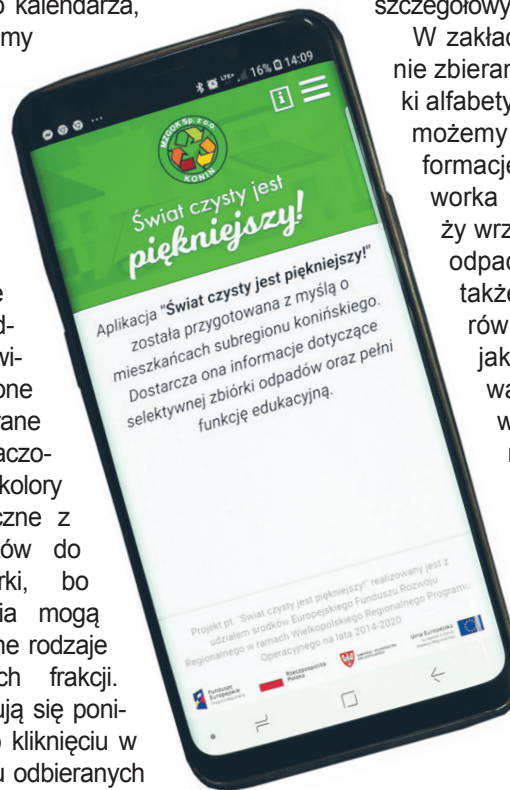 o kalendarza,
my
e
d-
wi-
one
rane
aczo-
kolory
czne z
ków do
rki, bo
nia mogą
ne rodzaje
ch frakcji.
ują się poni-
o kliknięciu w
u odbieranych
16% 14:09
MZGOK Sp. z o.o.
KONIN
Świat czysty jest
piękniejszy!
Aplikacja "Świat czysty jest piękniejszy!"
została przygotowana z myślą o
mieszkańcach subregionu konińskiego.
Dostarcza ona informacje dotyczące
selektywnej zbiórki odpadów oraz pełni
funkcję edukacyjną.
Projekt pt. "Świat czysty jest piękniejszy!" realizowany jest z
udziałem środków Europejskiego Funduszu Rozwoju
Regionalnego w ramach Wielkopolskiego Regionalnego Programu
Operacyjnego na lata 2014-2020
Fundusze
Europejskie
Rzeczpospolita
Polska
Unia Europejska
szczegółowy
W zakład
nie zbieran
ki alfabety
możemy
formacje
worka
ży wrz
odpad
także
rów
jak
wa
w